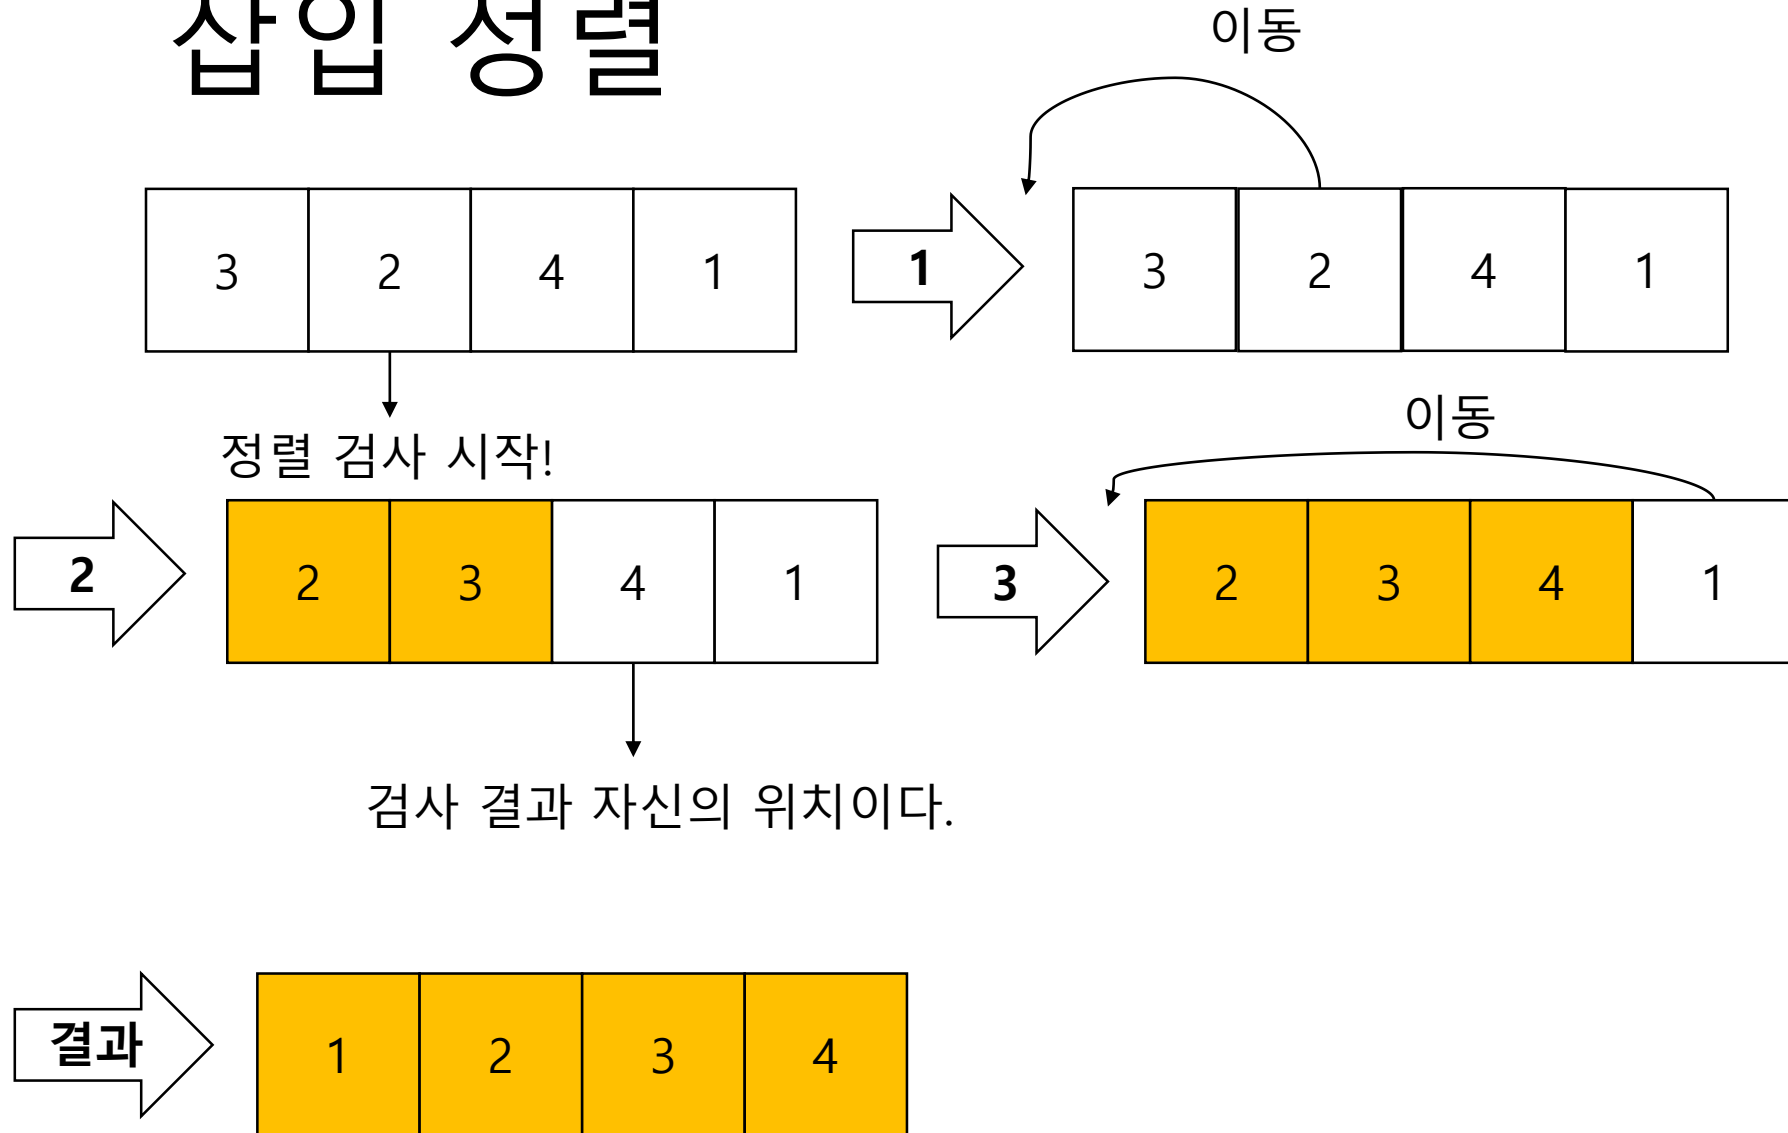 삽입 정렬
이동
3 2 4 1
1
3 2 4 1
정렬 검사 시작!
이동
2
2 3 4 1
3
2 3 4 1
검사 결과 자신의 위치이다.
결과
1 2 3 4